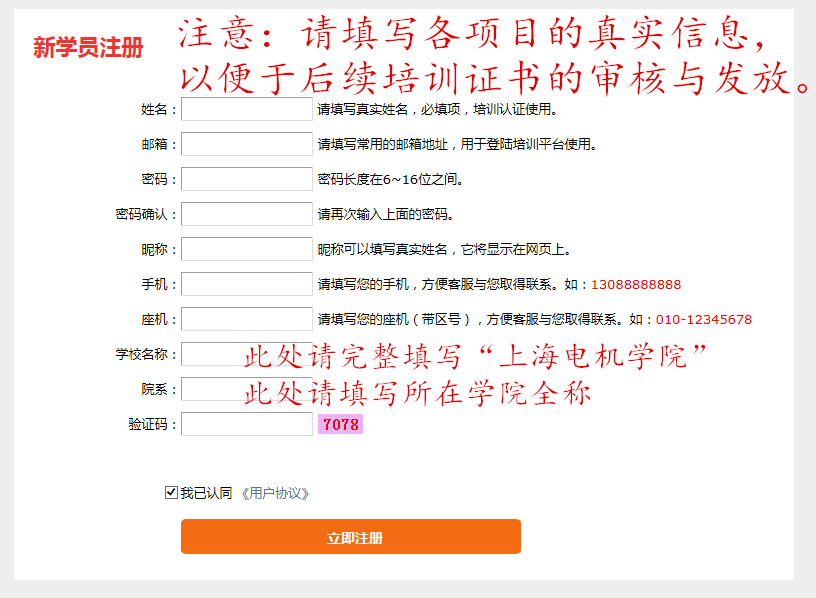 新学员注册
注意：请填写各项目的真实信息，
以便于后续培训证书的审核与发放。
姓名： 请填写真实姓名，必填项，培训认证使用。
邮箱： 请填写常用的邮箱地址，用于登陆培训平台使用。
密码： 密码长度在6~16位之间。
密码确认： 请再次输入上面的密码。
昵称： 昵称可以填写真实姓名，它将显示在网页上。
手机： 请填写您的手机，方便客服与您取得联系。如：13088888888
座机： 请填写您的座机（带区号），方便客服与您取得联系。如：010-12345678
学校名称： 此处请完整填写“上海电机学院”
院系： 此处请填写所在学院全称
验证码： 7078
我已认同 《用户协议》
立即注册